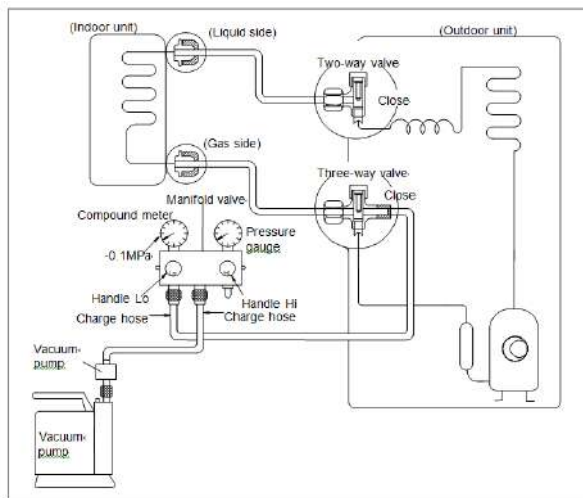 (Indoor unit)
(Liquid side)
(Outdoor unit)
Two-way valve
Close
(Gas side)
Three-way valve
Close
Manifold valve
Compound meter
-0.1MPa
Pressure
gauge
Handle Lo
Handle Hi
Charge hose
Charge hose
Vacuum-
pump
Vacuum-
pump